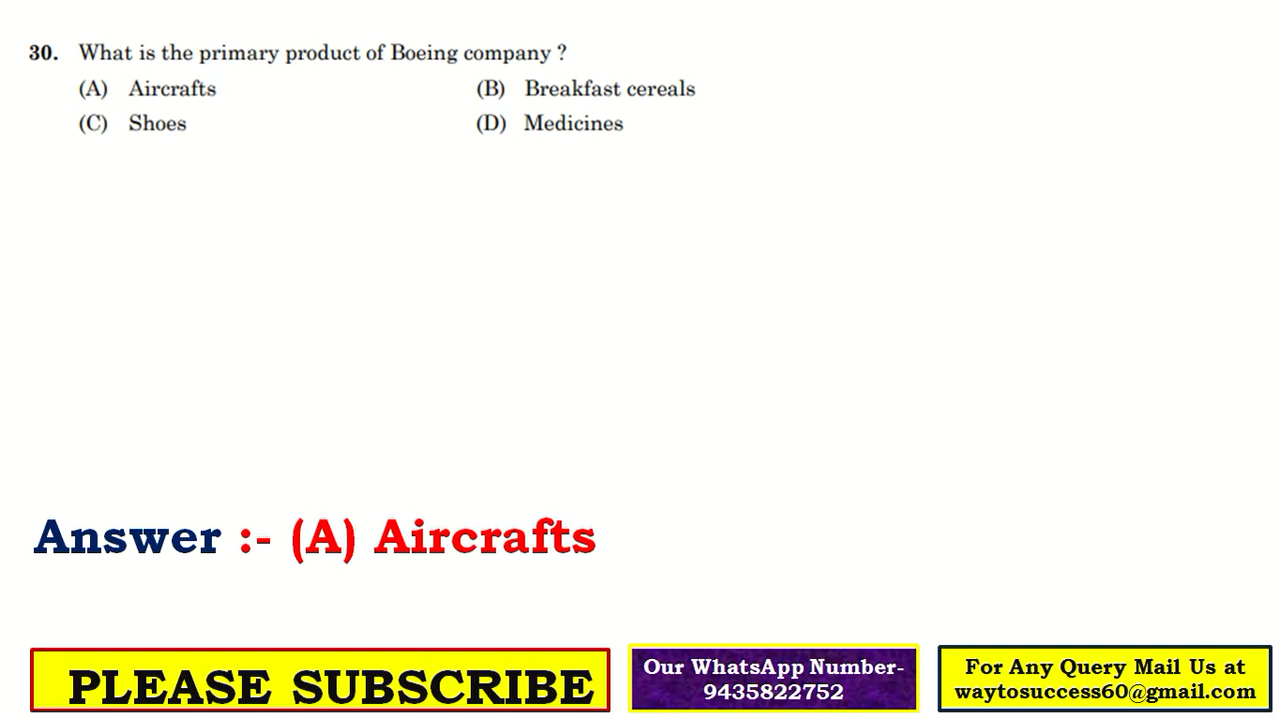 30. What is the primary product of Boeing company ?
(A) Aircrafts (B) Breakfast cereals
(C) Shoes (D) Medicines
Answer :- (A) Aircrafts
PLEASE SUBSCRIBE
Our WhatsApp Number-
9435822752
For Any Query Mail Us at
waytosuccess60@gmail.com